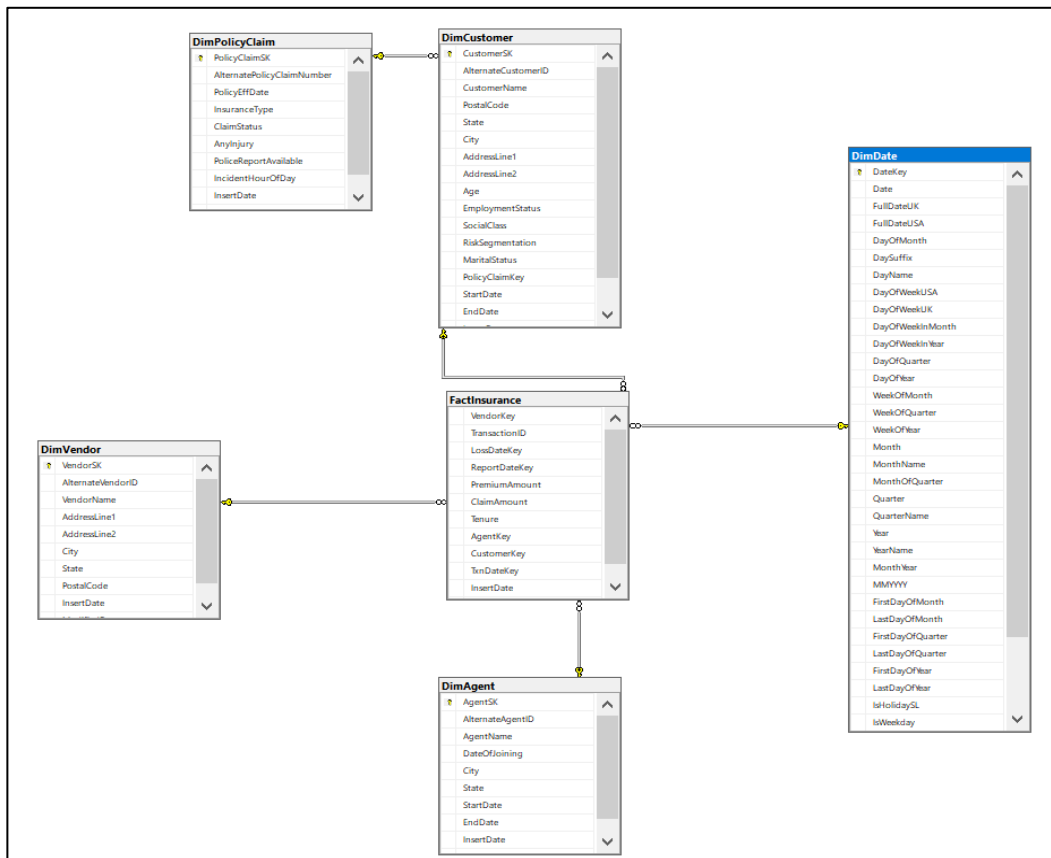 DimPolicyClaim
PolicyClaimSK
AlternatePolicyClaimNumber
PolicyEffDate
InsuranceType
ClaimStatus
AnyInjury
PoliceReportAvailable
IncidentHourOfDay
InsertDate
DimCustomer
CustomerSK
AlternateCustomerID
CustomerName
PostalCode
State
City
AddressLine1
AddressLine2
Age
EmploymentStatus
SocialClass
RiskSegmentation
MaritalStatus
PolicyClaimKey
StartDate
EndDate
DimDate
DateKey
Date
FullDateUK
FullDateUSA
DayOfMonth
DaySuffix
DayName
DayOfWeekUSA
DayOfWeekUK
DayOfWeekInMonth
DayOfWeekInYear
DayOfQuarter
DayOfYear
WeekOfMonth
WeekOfQuarter
WeekOfYear
Month
MonthName
MonthOfQuarter
Quarter
QuarterName
Year
YearName
MonthYear
MMYYYY
FirstDayOfMonth
LastDayOfMonth
FirstDayOfQuarter
LastDayOfQuarter
FirstDayOfYear
LastDayOfYear
IsHolidaySL
IsWeekday
FactInsurance
VendorKey
TransactionID
LossDateKey
ReportDateKey
PremiumAmount
ClaimAmount
Tenure
AgentKey
CustomerKey
TxnDateKey
InsertDate
DimVendor
VendorSK
AlternateVendorID
VendorName
AddressLine1
AddressLine2
City
State
PostalCode
InsertDate
DimAgent
AgentSK
AlternateAgentID
AgentName
DateOfJoining
City
State
StartDate
EndDate
InsertDate